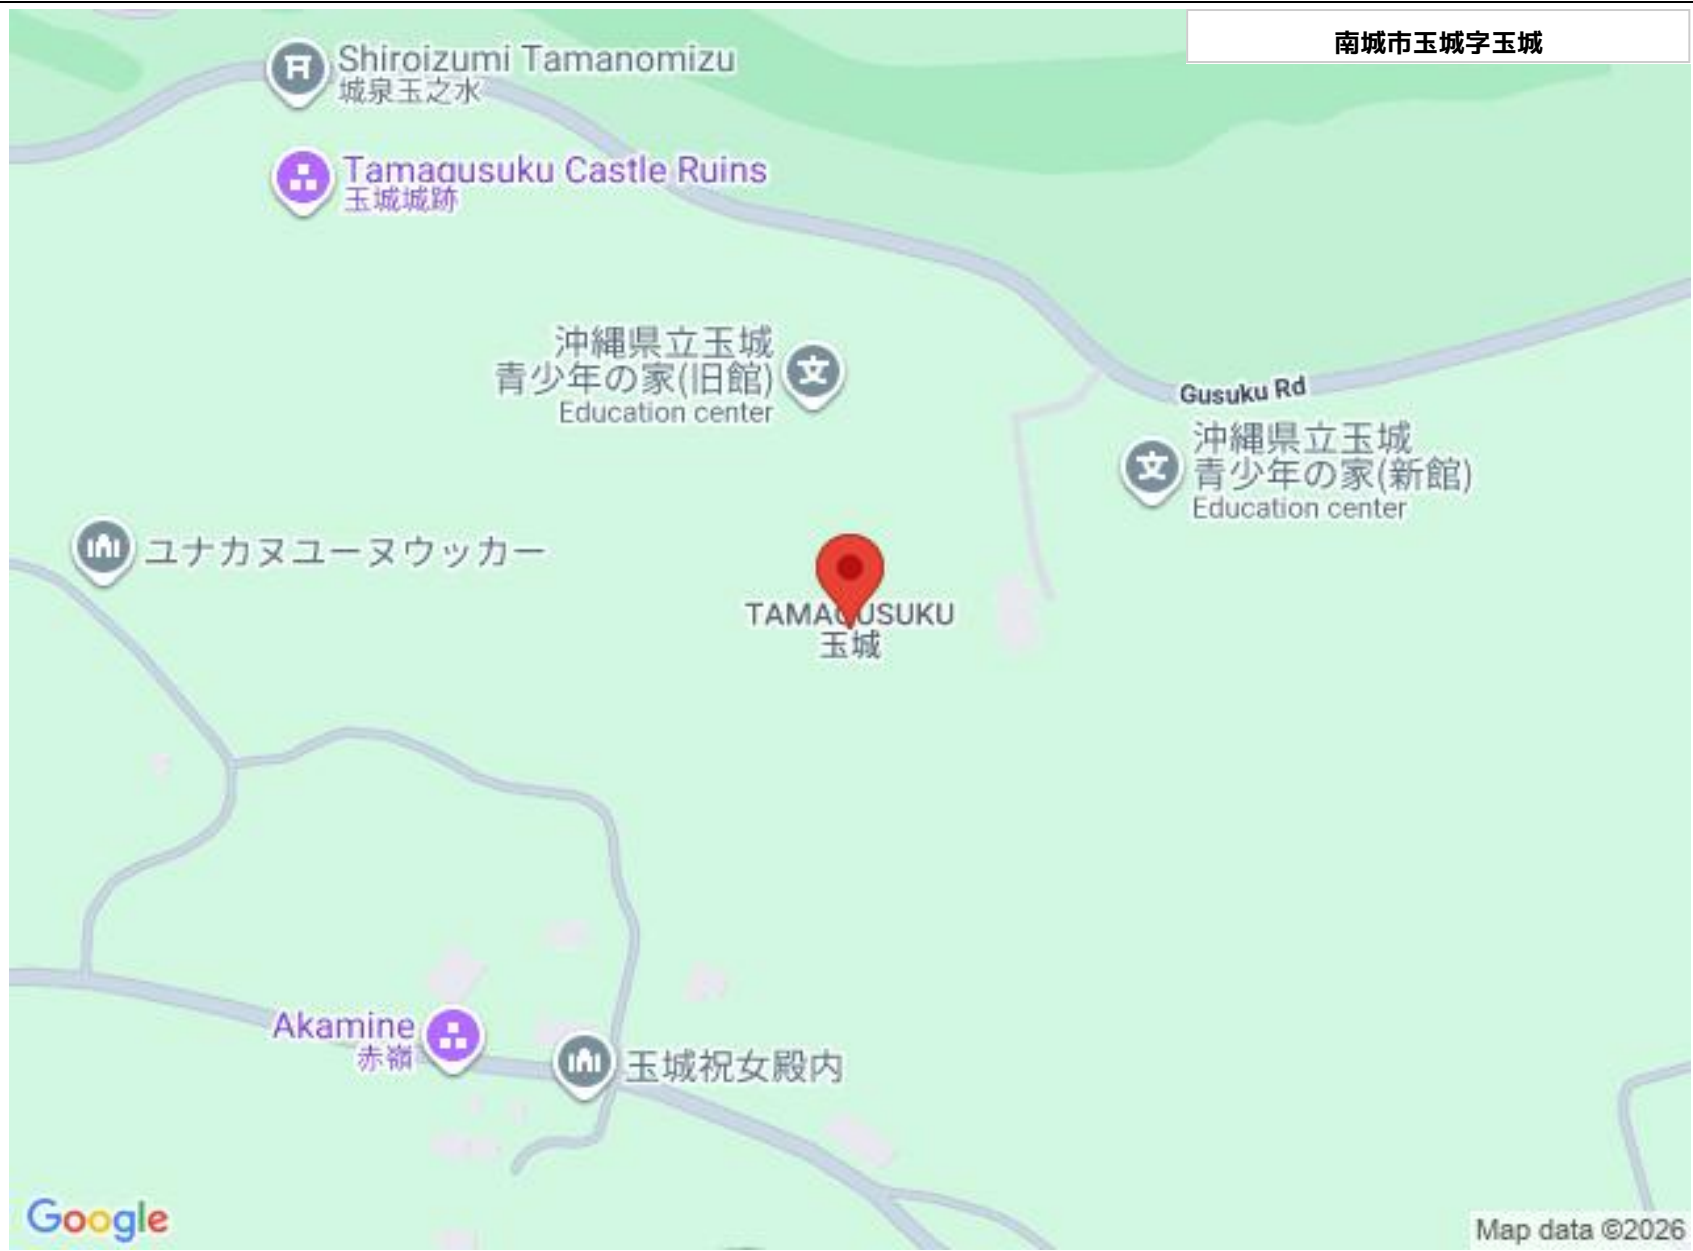 南城市玉城字玉城
Shiroizumi Tamanomizu
城泉玉之水
Tamagusuku Castle Ruins
玉城城跡
沖縄県立玉城
青少年の家(旧館)
Education center
Gusuku Rd
沖縄県立玉城
青少年の家(新館)
Education center
ユナカヌユーヌウッカー
TAMAGUSUKU
玉城
Akamine
赤嶺
玉城祝女殿内
Google
Map data ©2026